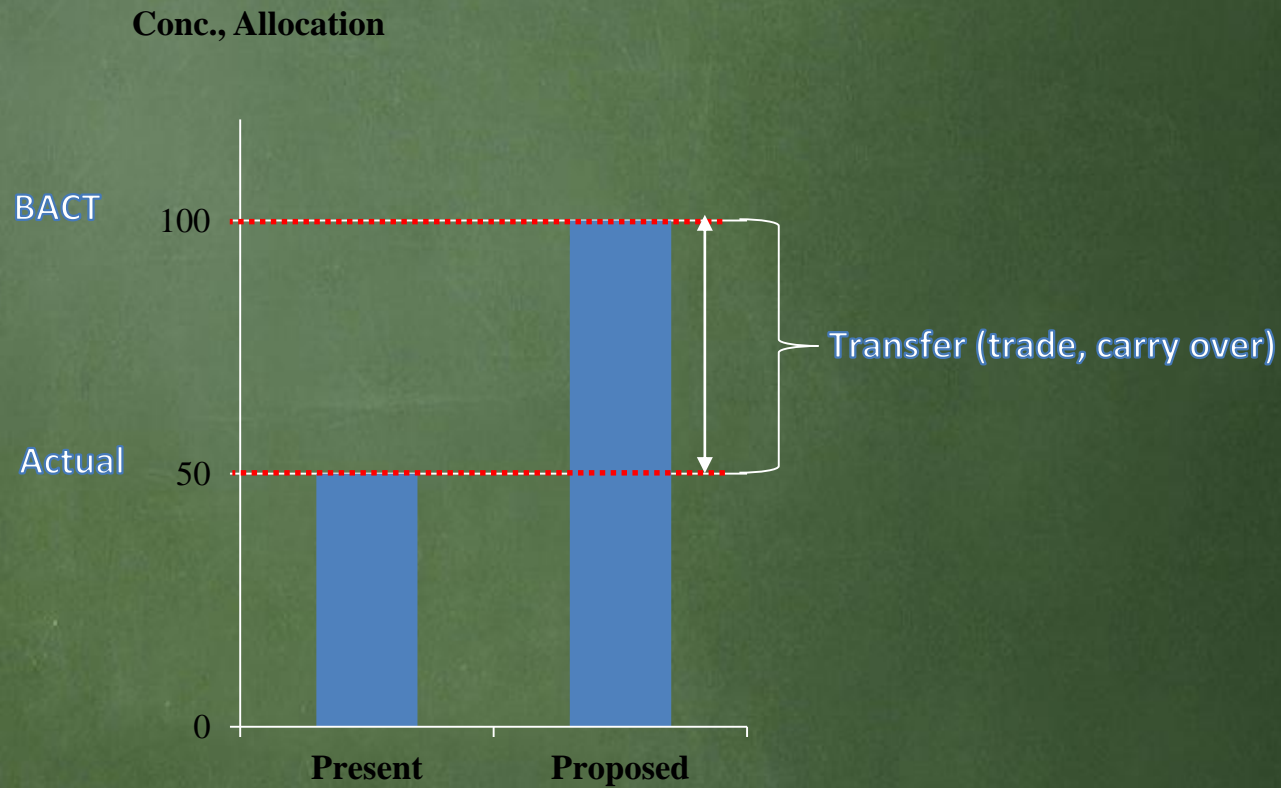 Conc., Allocation
BACT
100
Transfer (trade, carry over)
Actual
50
0
Present
Proposed